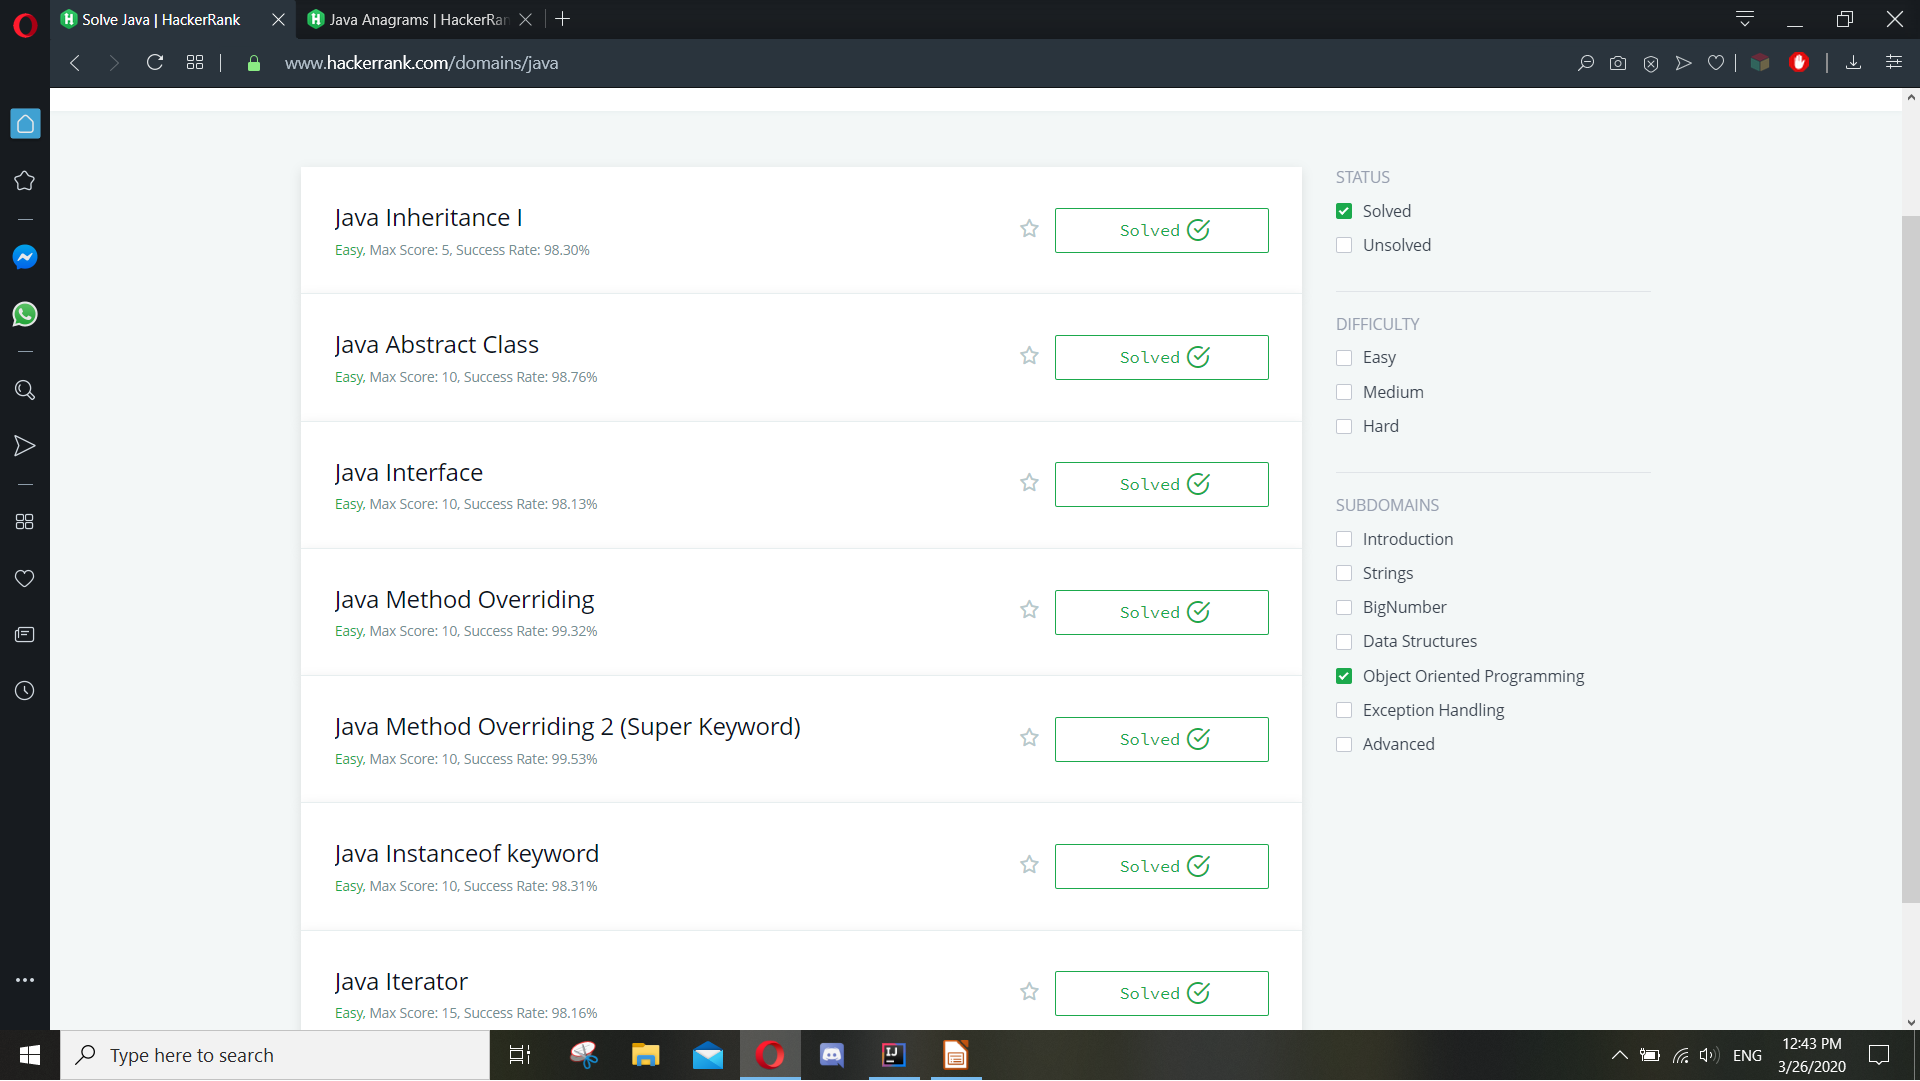 Solve Java | HackerRank
Java Anagrams | HackerRan
www.hackerrank.com/domains/java
Java Inheritance I
Easy, Max Score: 5, Success Rate: 98.30%
Solved
Java Abstract Class
Easy, Max Score: 10, Success Rate: 98.76%
Solved
Java Interface
Easy, Max Score: 10, Success Rate: 98.13%
Solved
Java Method Overriding
Easy, Max Score: 10, Success Rate: 99.32%
Solved
Java Method Overriding 2 (Super Keyword)
Easy, Max Score: 10, Success Rate: 99.53%
Solved
Java Instanceof keyword
Easy, Max Score: 10, Success Rate: 98.31%
Solved
Java Iterator
Easy, Max Score: 15, Success Rate: 98.16%
Solved
STATUS
Solved
Unsolved
DIFFICULTY
Easy
Medium
Hard
SUBDOMAINS
Introduction
Strings
BigNumber
Data Structures
Object Oriented Programming
Exception Handling
Advanced
Type here to search
IJ
ENG
12:43 PM
3/26/2020